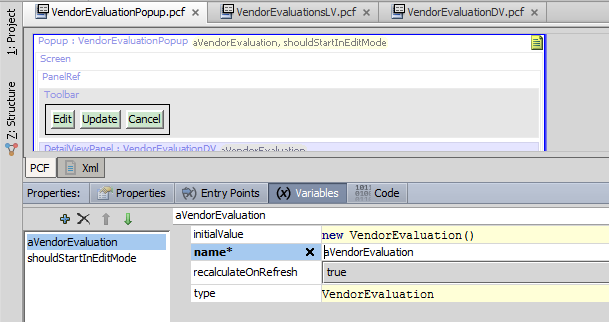 VendorEvaluationPopup.pcf VendorEvaluationsLV.pcf VendorEvaluationDV.pcf
1: Project
Z: Structure
Popup : VendorEvaluationPopup aVendorEvaluation, shouldStartInEditMode
Screen
PanelRef
Toolbar
Edit Update Cancel
DetailViewPanel : VendorEvaluationDV aVendorEvaluation
PCF Xml
Properties: Properties Entry Points (x) Variables Code
aVendorEvaluation
aVendorEvaluation
shouldStartInEditMode
initialValue new VendorEvaluation()
name* aVendorEvaluation
recalculateOnRefresh true
type VendorEvaluation